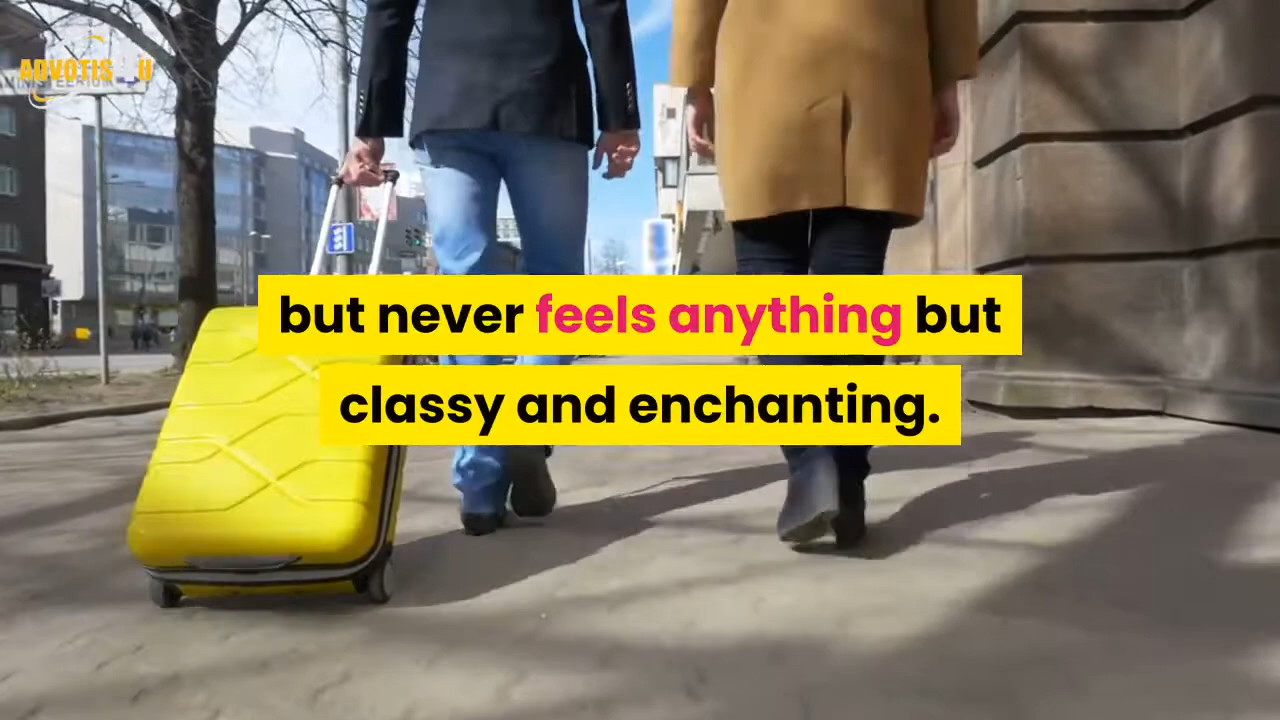 but never feels anything but
classy and enchanting.